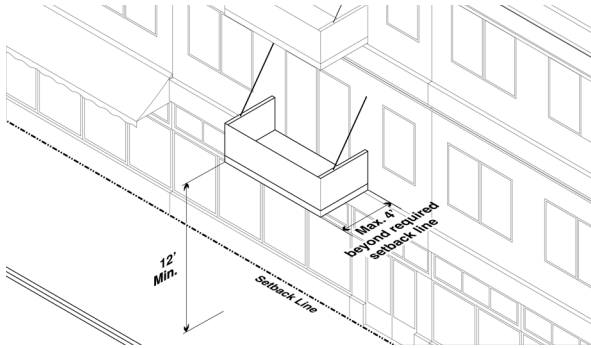 Max. 4'
beyond required
setback line
12'
Min.
Setback Line